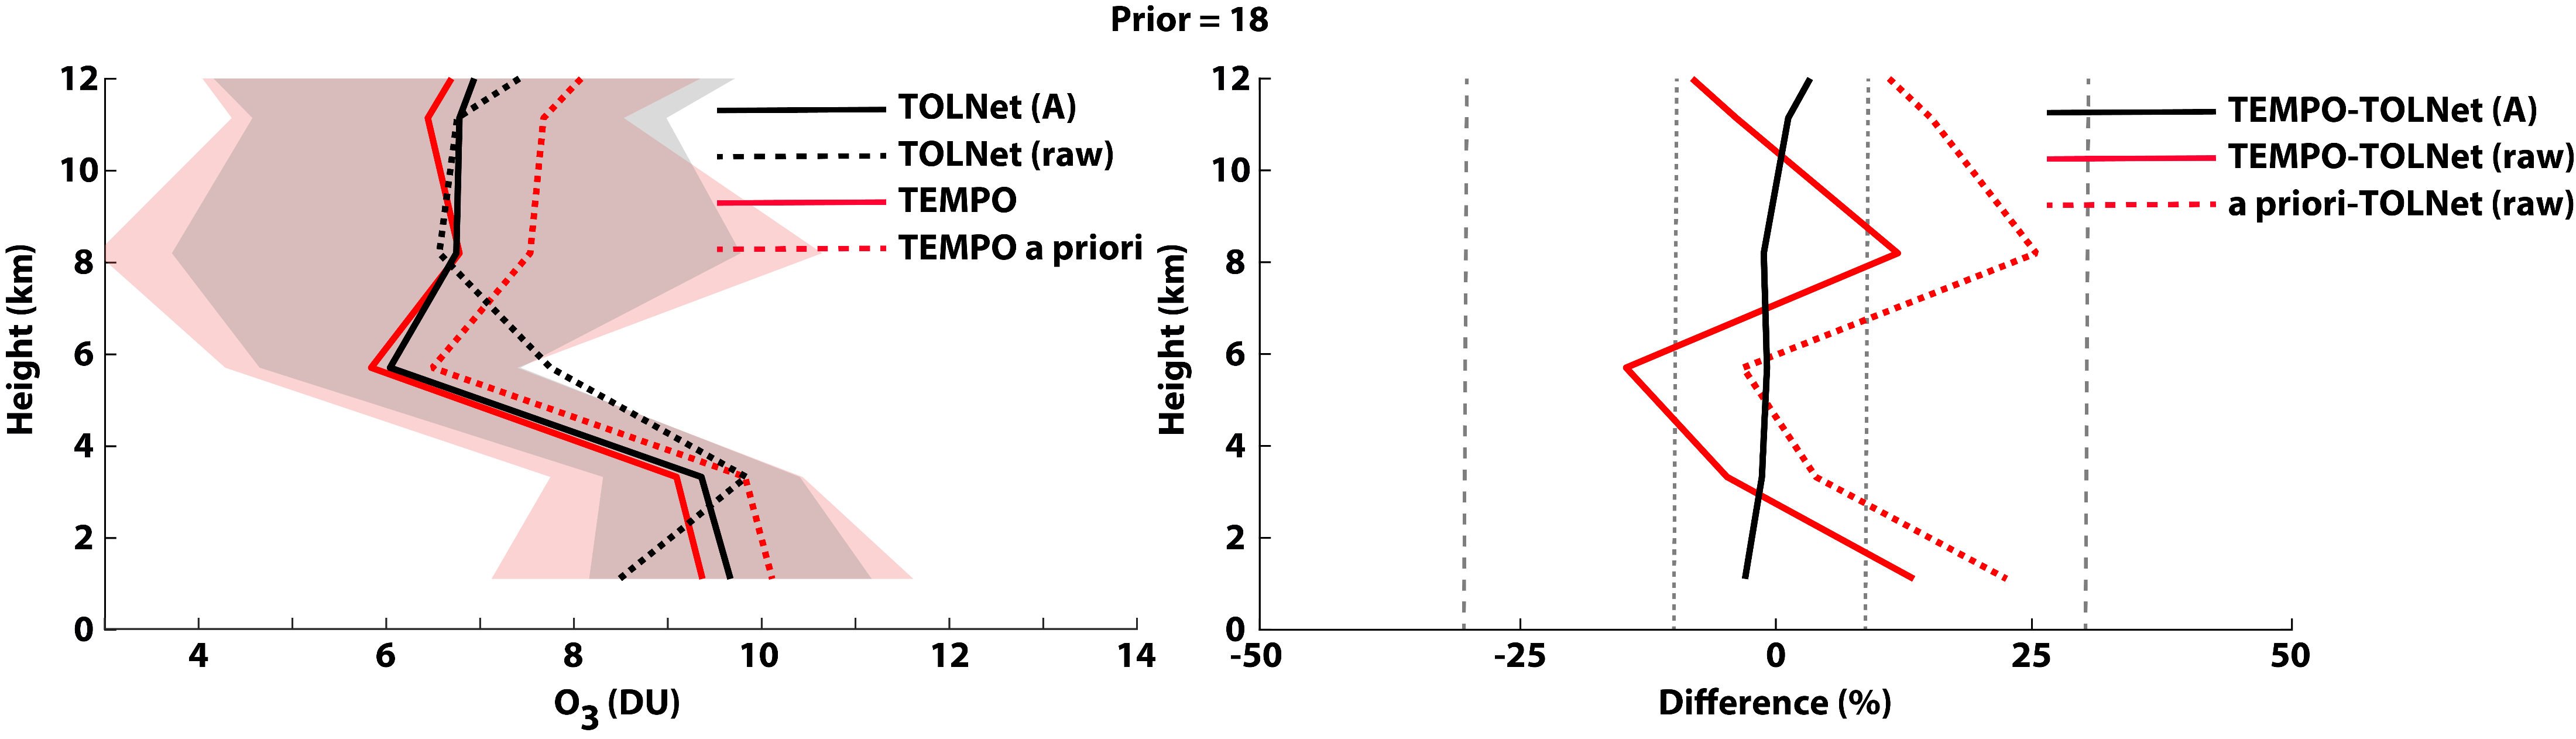 Prior = 18
12
10
8
6
4
2
0
Height (km)
4
6
8
10
12
14
O3 (DU)
TOLNet (A)
TOLNet (raw)
TEMPO
TEMPO a priori
12
10
8
6
4
2
0
Height (km)
-50
-25
0
25
50
Difference (%)
TEMPO-TOLNet (A)
TEMPO-TOLNet (raw)
a priori-TOLNet (raw)